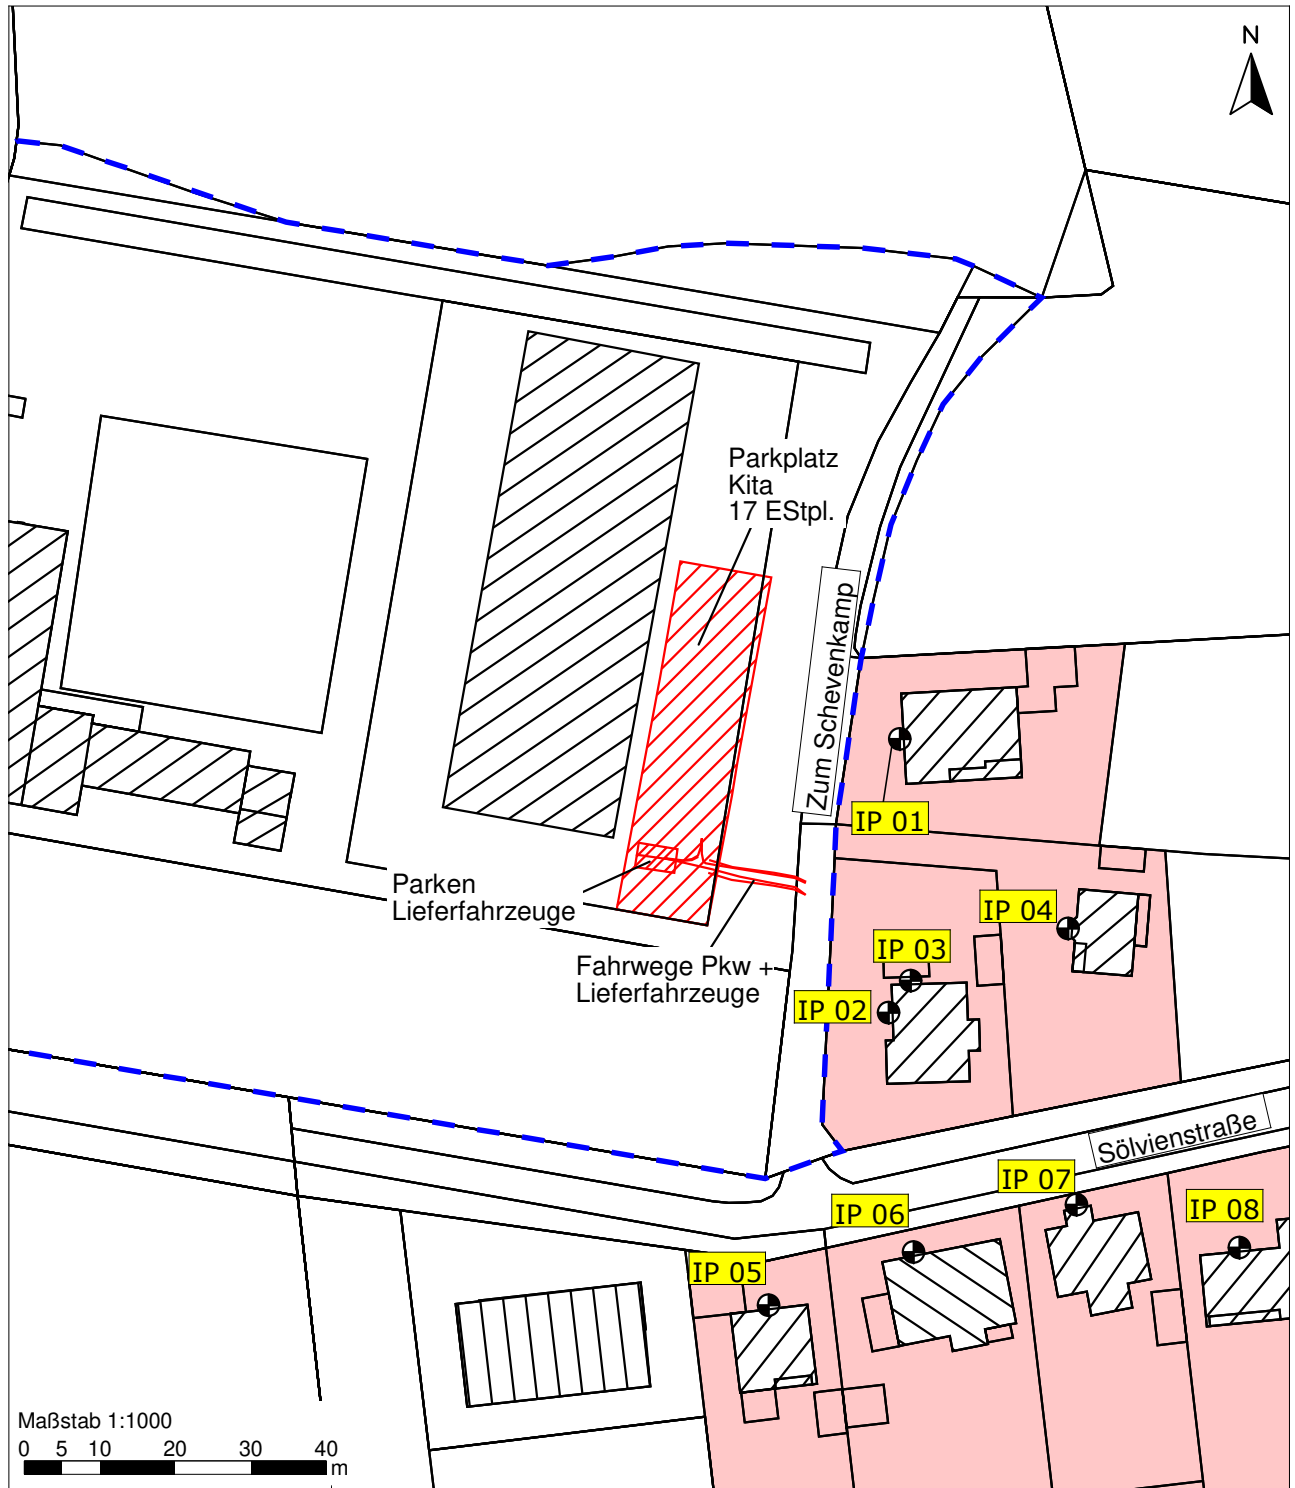 N
Parkplatz
Kita
17 EStpl.
Zum Schevenkamp
IP 01
Parken
Lieferfahrzeuge
IP 04
IP 03
Fahrwege Pkw +
Lieferfahrzeuge
IP 02
Sölvienstraße
IP 07
IP 06
IP 08
IP 05
Maßstab 1:1000
0 5 10 20 30 40
m